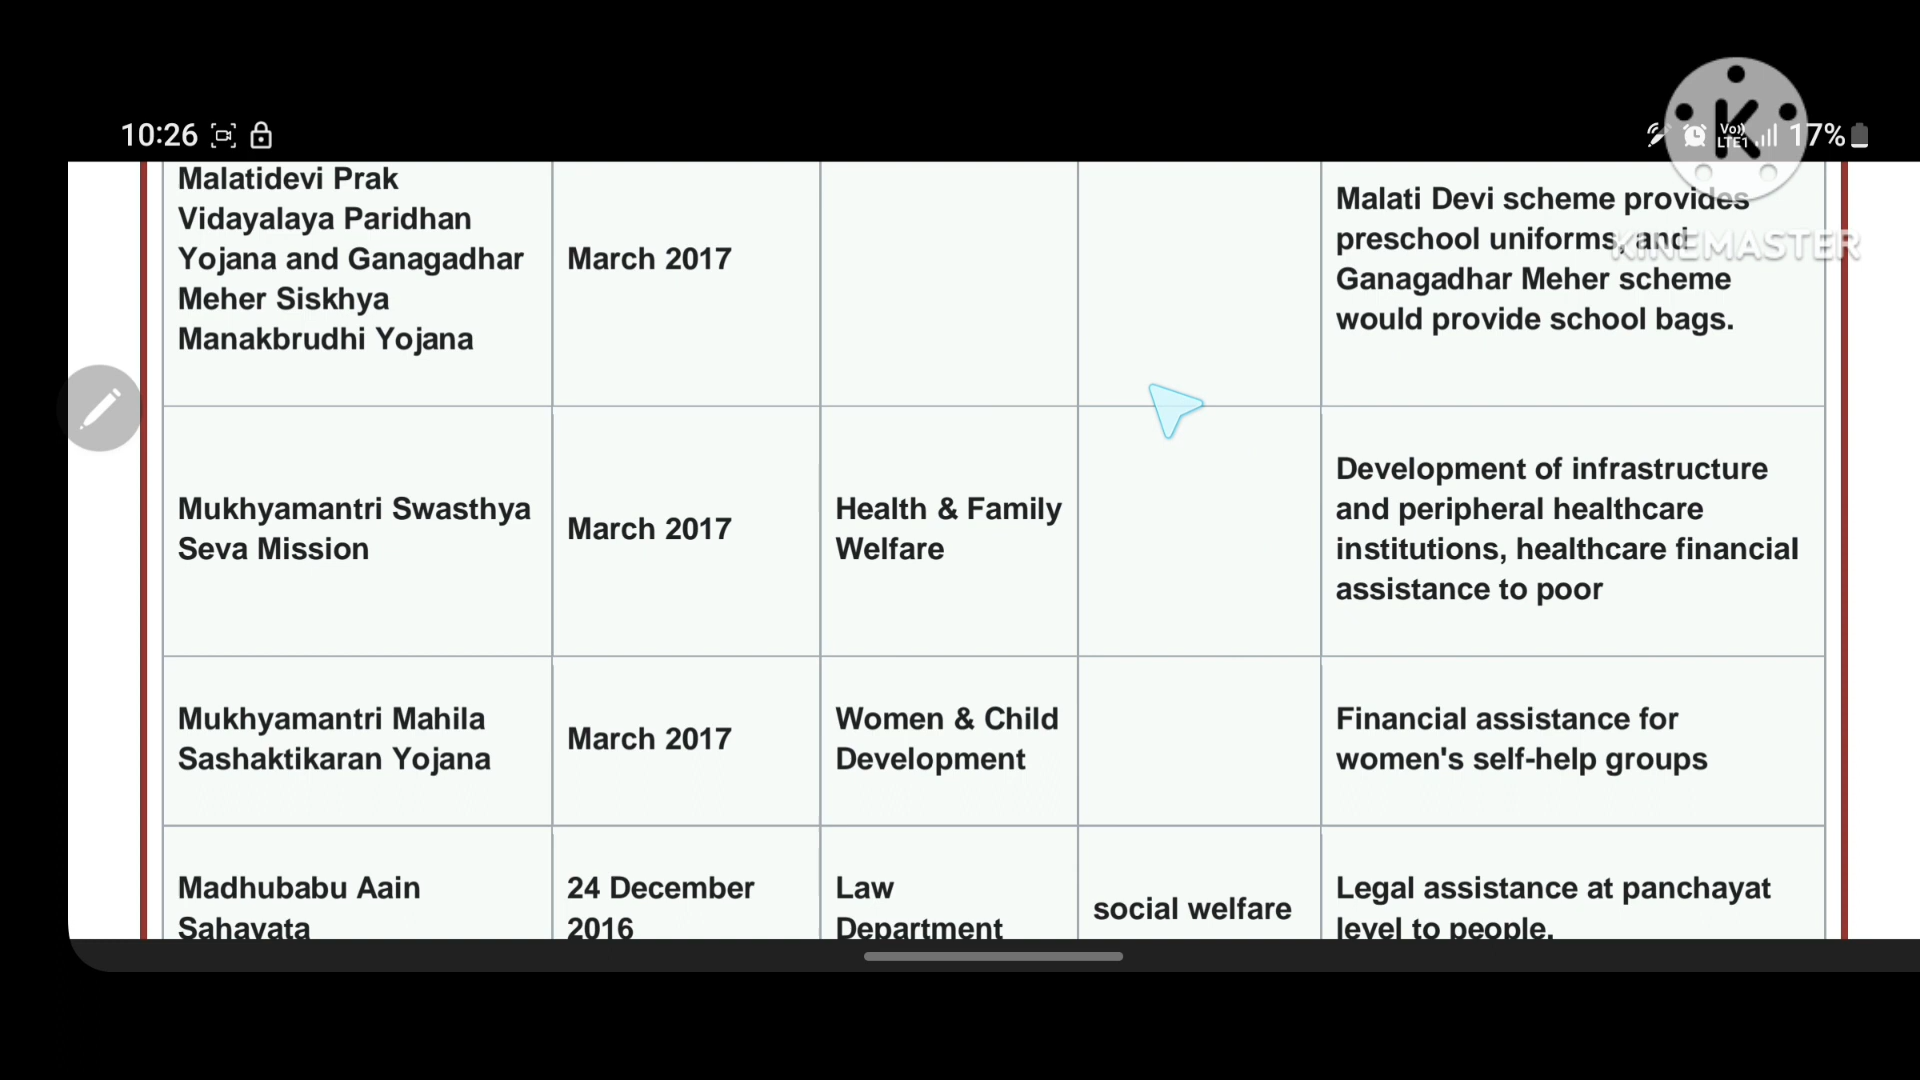 10:26
Vo))
LTE1
17%
KINEMASTER
Malatidevi Prak
Vidayalaya Paridhan
Yojana and Ganagadhar
Meher Siskhya
Manakbrudhi Yojana
March 2017
Malati Devi scheme provides
preschool uniforms, and
Ganagadhar Meher scheme
would provide school bags.
Mukhyamantri Swasthya
Seva Mission
March 2017
Health & Family
Welfare
Development of infrastructure
and peripheral healthcare
institutions, healthcare financial
assistance to poor
Mukhyamantri Mahila
Sashaktikaran Yojana
March 2017
Women & Child
Development
Financial assistance for
women's self-help groups
Madhubabu Aain
Sahayata
24 December
2016
Law
Department
social welfare
Legal assistance at panchayat
level to people.